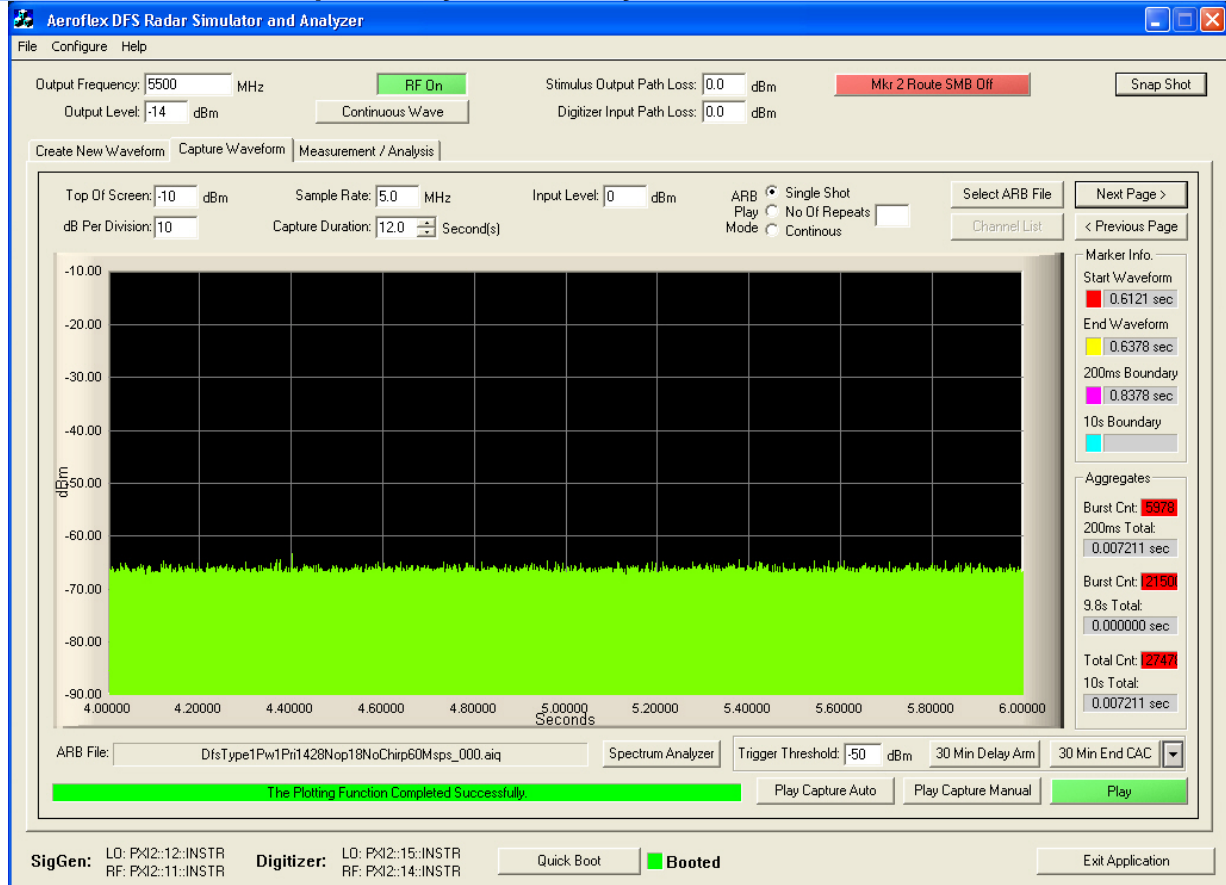 Aeroflex DFS Radar Simulator and Analyzer
File Configure Help
Output Frequency: 5500 MHz
RF On
Stimulus Output Path Loss: 0.0 dBm
Mkr 2 Route SMB Off
Snap Shot
Output Level: -14 dBm
Continuous Wave
Digitizer Input Path Loss: 0.0 dBm
Create New Waveform
Capture Waveform
Measurement / Analysis
Top Of Screen: -10 dBm
Sample Rate: 5.0 MHz
Input Level: 0 dBm
ARB Play Mode
Single Shot
No Of Repeats
Continous
Select ARB File
Next Page >
dB Per Division: 10
Capture Duration: 12.0 Second(s)
Channel List
< Previous Page
-10.00
-20.00
-30.00
-40.00
-50.00
-60.00
-70.00
-80.00
-90.00
dBm
4.00000 4.20000 4.40000 4.60000 4.80000 5.00000 5.20000 5.40000 5.60000 5.80000 6.00000
Seconds
Marker Info.
Start Waveform
0.6121 sec
End Waveform
0.6378 sec
200ms Boundary
0.8378 sec
10s Boundary
Aggregates
Burst Cnt: 5978
200ms Total:
0.007211 sec
Burst Cnt: 2150
9.8s Total:
0.000000 sec
Total Cnt: 2747
10s Total:
0.007211 sec
ARB File: DfsType1Pw1Pri1428Nop18NoChirp60Msps_000.aiq
Spectrum Analyzer
Trigger Threshold: -50 dBm
30 Min Delay Arm
30 Min End CAC
The Plotting Function Completed Successfully.
Play Capture Auto
Play Capture Manual
Play
SigGen: LO: PXI2::12::INSTR
RF: PXI2::11::INSTR
Digitizer: LO: PXI2::15::INSTR
RF: PXI2::14::INSTR
Quick Boot
Booted
Exit Application